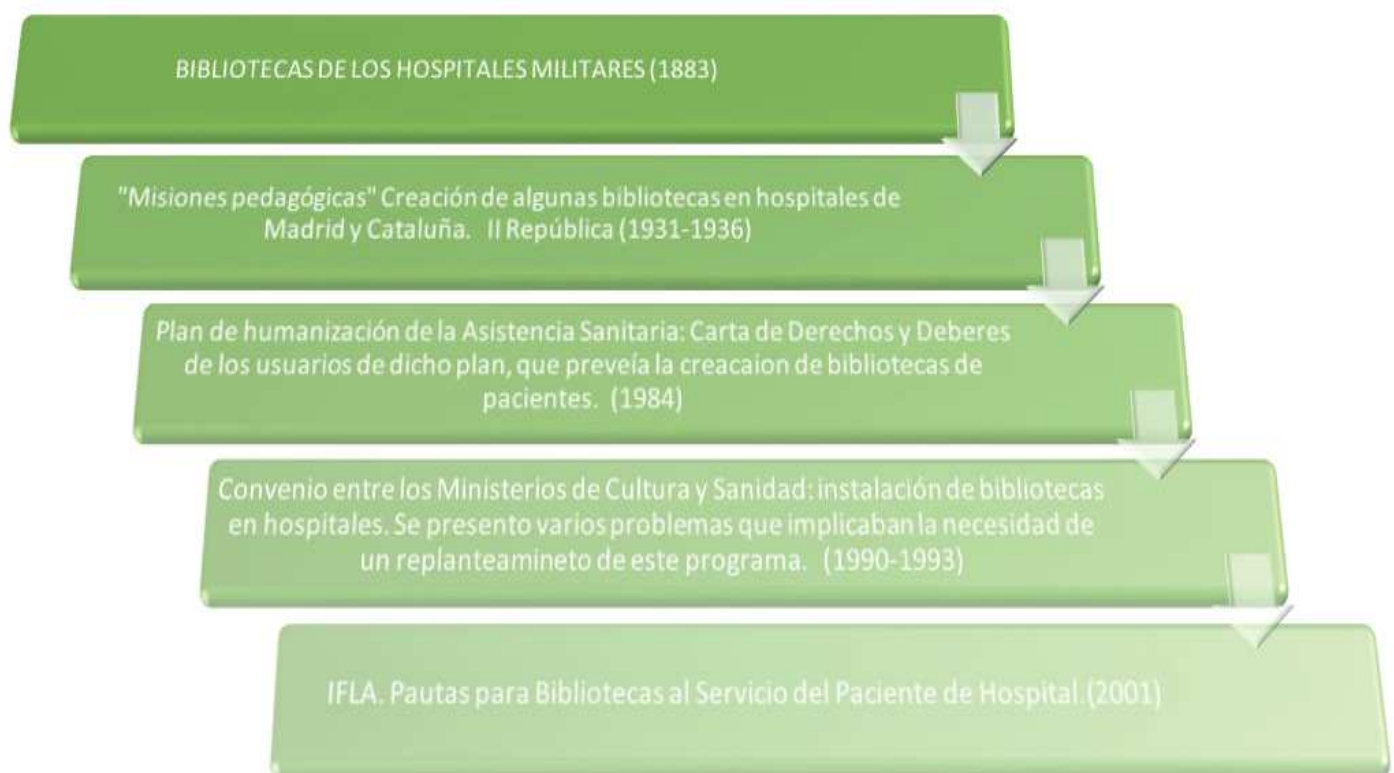 BIBLIOTECAS DE LOS HOSPITALES MILITARES (1883)
"Misiones pedagógicas" Creación de algunas bibliotecas en hospitales de
Madrid y Cataluña. II República (1931-1936)
Plan de humanización de la Asistencia Sanitaria: Carta de Derechos y Deberes
de los usuarios de dicho plan, que preveía la creacaion de bibliotecas de
pacientes. (1984)
Convenio entre los Ministerios de Cultura y Sanidad: instalación de bibliotecas
en hospitales. Se presento varios problemas que implicaban la necesidad de
un replanteamineto de este programa. (1990-1993)
IFLA. Pautas para Bibliotecas al Servicio del Paciente de Hospital.(2001)